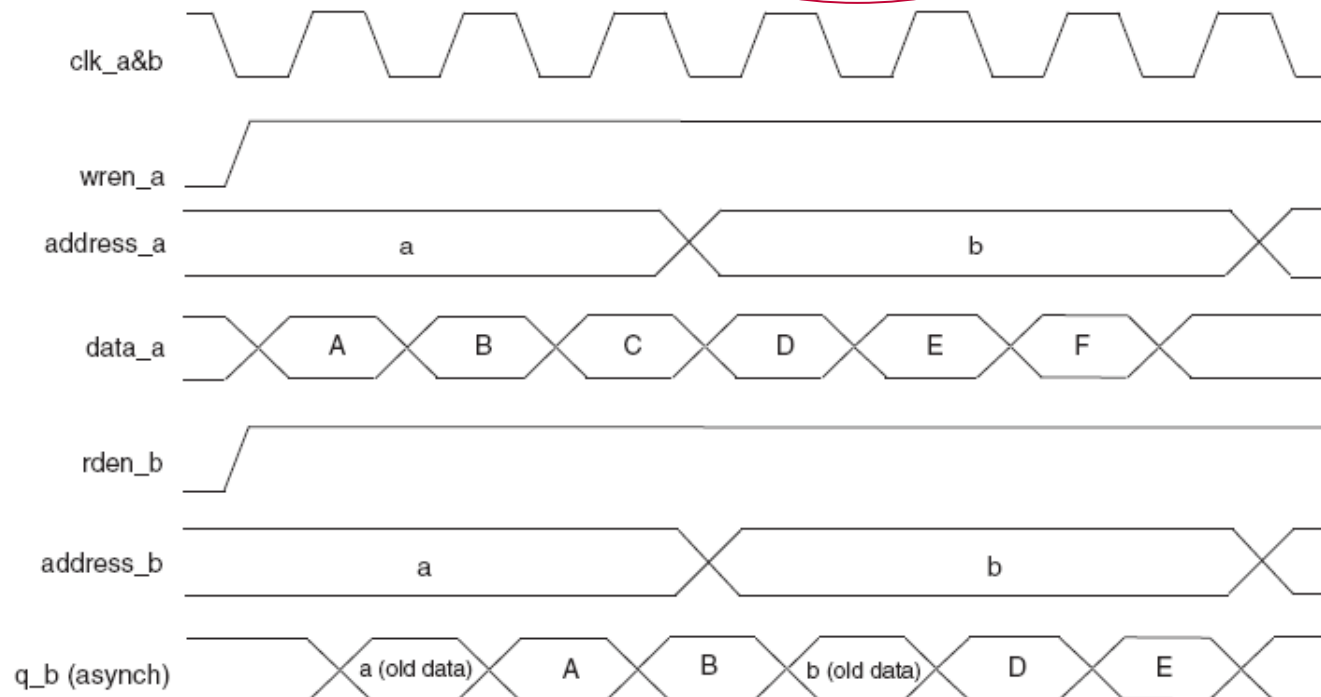 clk_a&b
wren_a
address_a a b
data_a A B C D E F
rden_b
address_b a b
q_b (asynch) a (old data) A B b (old data) D E